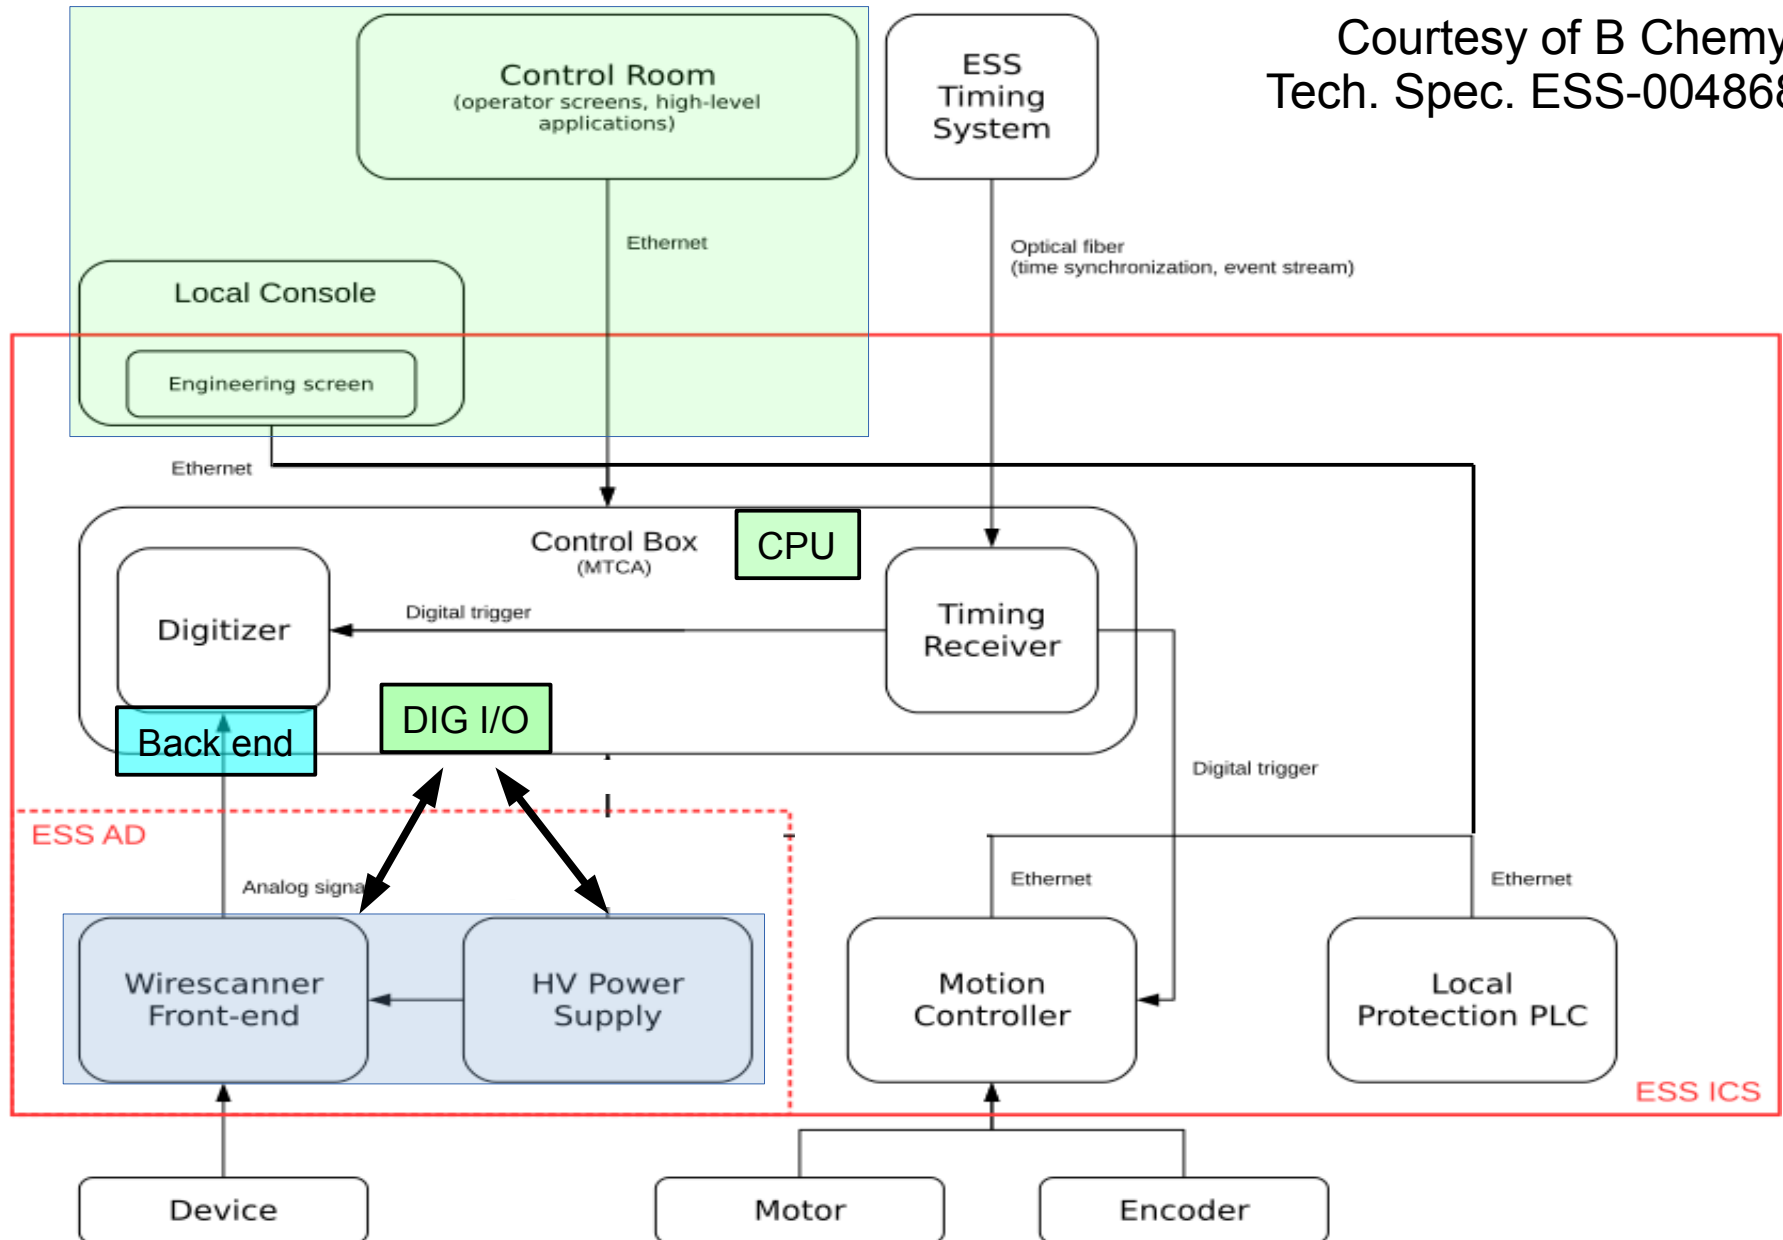 Courtesy of B Chemy
Tech. Spec. ESS-004868
Control Room
(operator screens, high-level
applications)
ESS
Timing
System
Ethernet
Optical fiber
(time synchronization, event stream)
Local Console
Engineering screen
Ethernet
Control Box
(MTCA)
CPU
Digitizer
Digital trigger
Timing
Receiver
Back end
DIG I/O
Digital trigger
ESS AD
Analog signa
Ethernet
Ethernet
Wirescanner
Front-end
HV Power
Supply
Motion
Controller
Local
Protection PLC
ESS ICS
Device
Motor
Encoder